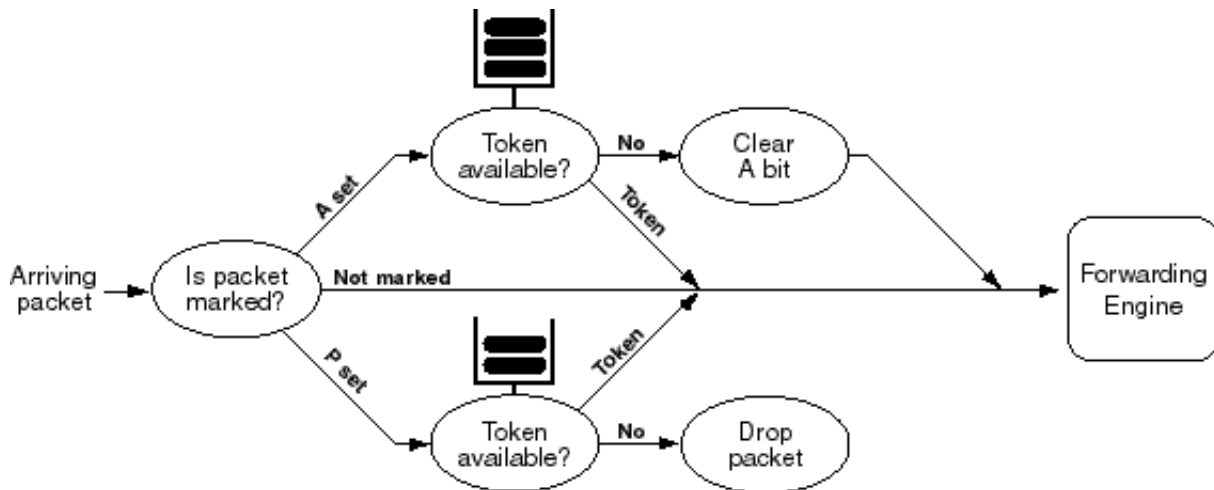 Token
available?
No
Clear
A bit
A set
Token
Arriving
packet
Is packet
marked?
Not marked
Forwarding
Engine
P set
Token
Token
available?
No
Drop
packet